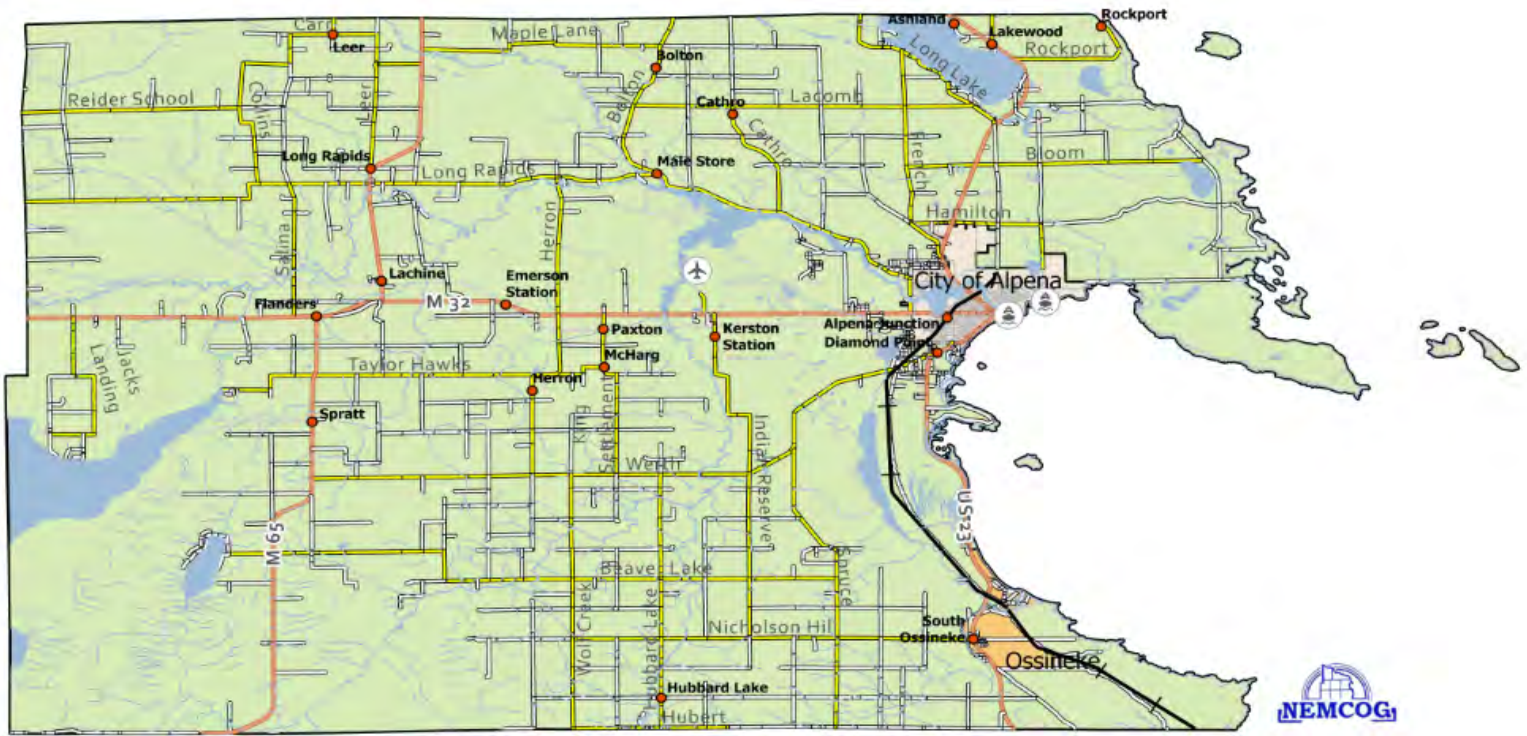 Ashland
Rockport
Carr
Leer
Maple Lane
Lakewood
Rockport
Bolton
Long Lake
Reider School
Collins
Leer
Bolton
Cathro
Lacomb
Cathro
French
Long Rapids
Long Rapids
Male Store
Bloom
Salina
Herron
Hamilton
Lachine
Emerson
Station
City of Alpena
Flanders
M 32
Paxton
Kerston
Station
Alpena Junction
Diamond Point
Jacks
Landing
Taylor Hawks
McHarg
Herron
Spratt
King
Settlement
Werth
Indian Reserve
M 65
US 23
Beaver Lake
Spruce
Wolf Creek
Hubbard Lake
Nicholson Hil
South
Ossineke
Ossineke
Hubbard Lake
Hubert
NEMCOG